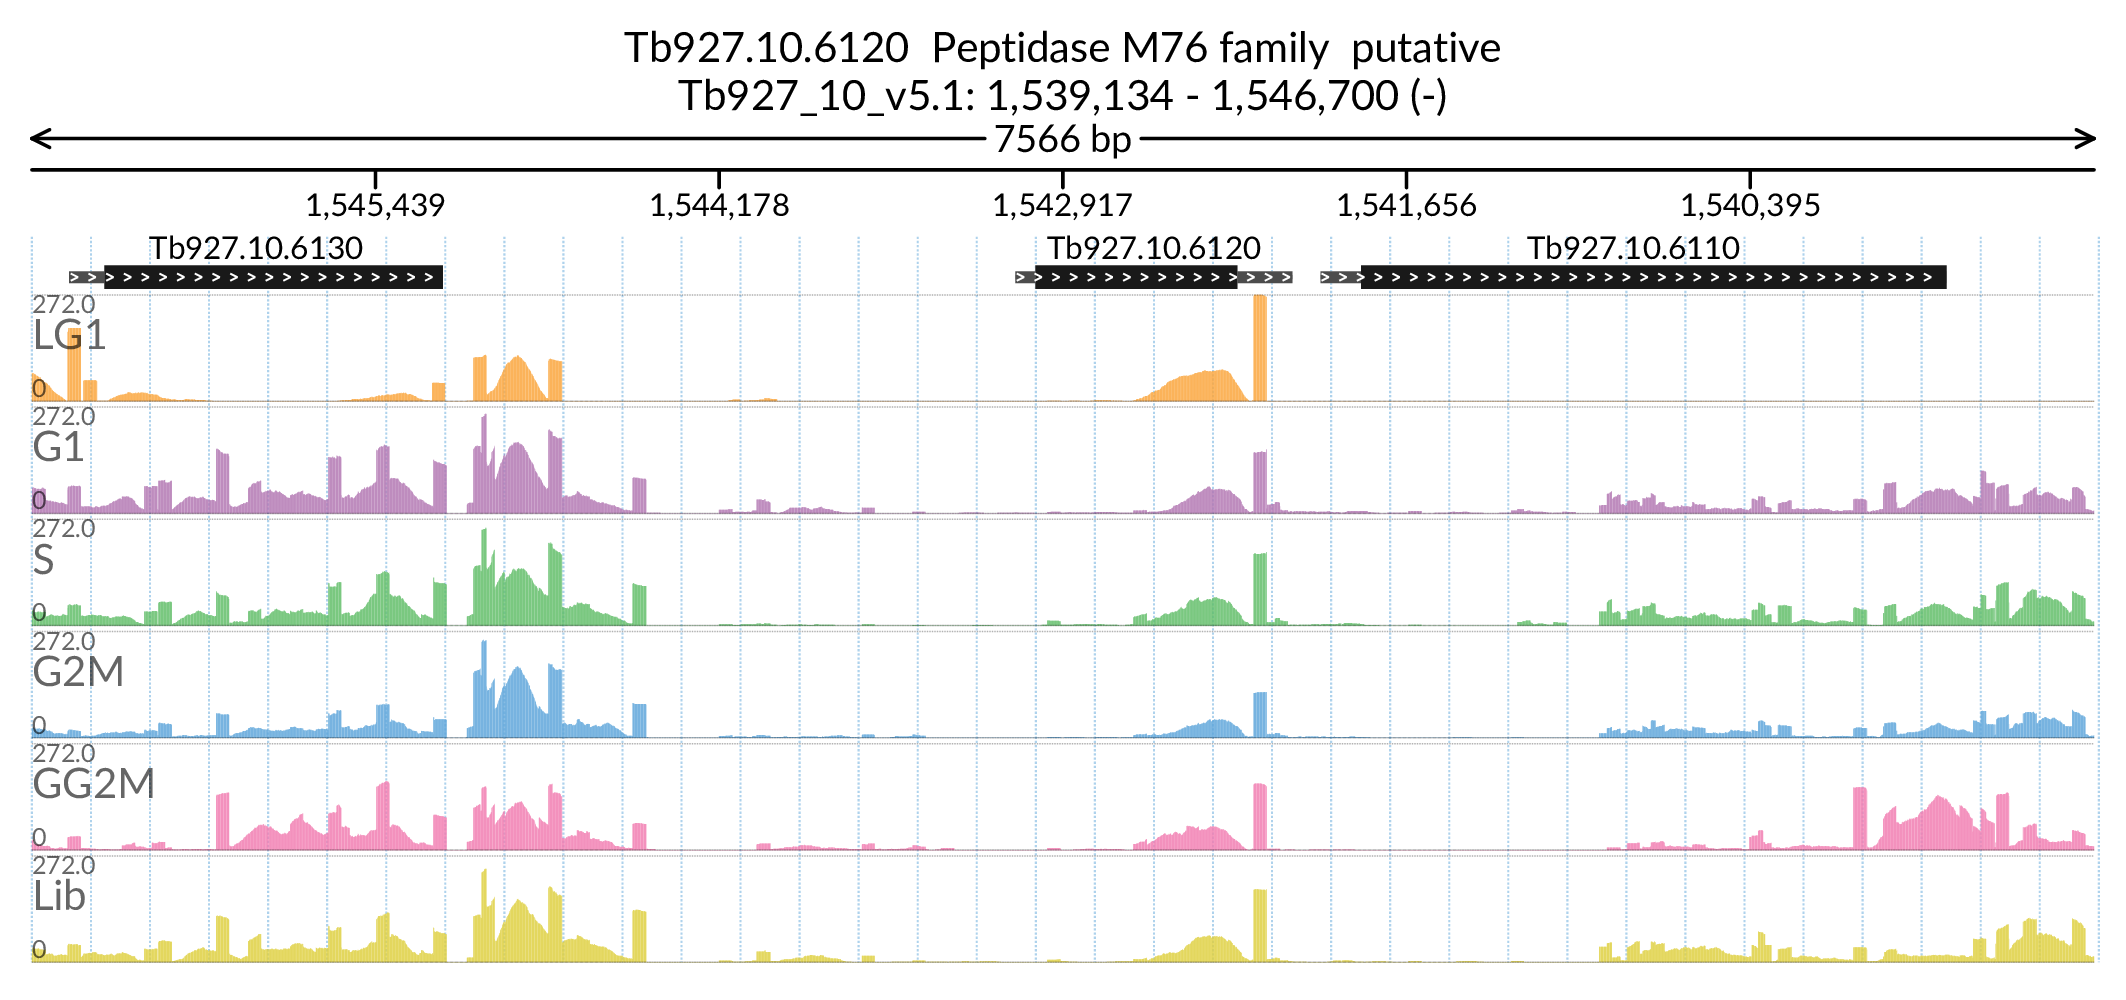 Tb927.10.6120 Peptidase M76 family putative
Tb927_10_v5.1: 1,539,134 - 1,546,700 (-)
7566 bp
1,545,439 1,544,178 1,542,917 1,541,656 1,540,395
Tb927.10.6130 Tb927.10.6120 Tb927.10.6110
272.0
LG1
0
272.0
G1
0
272.0
S
0
272.0
G2M
0
272.0
GG2M
0
272.0
Lib
0